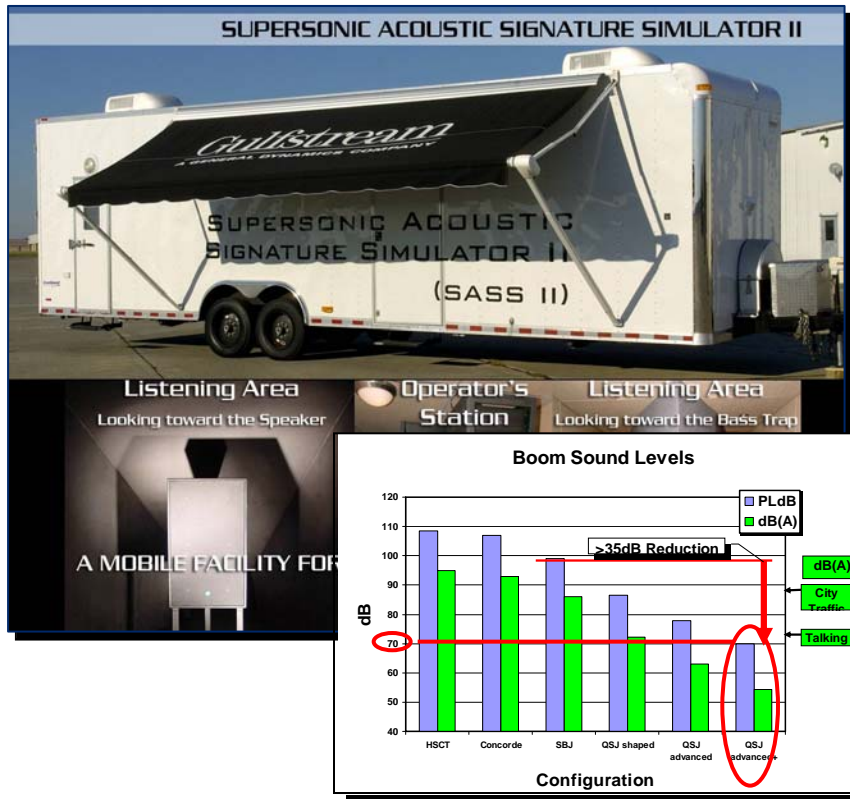 SUPERSONIC ACOUSTIC SIGNATURE SIMULATOR II
Gulfstream
A GENERAL DYNAMICS COMPANY
SUPERSONIC ACOUSTIC
SIGNATURE SIMULATOR II
(SASS II)
Listening Area
Looking toward the Speaker
Operator's
Station
Listening Area
Looking toward the Bass Trap
A MOBILE FACILITY FOR
Boom Sound Levels
PLdB
dB(A)
>35dB Reduction
dB(A)
City
Traffic
Talking
dB
120
110
100
90
80
70
60
50
40
HSCT
Concorde
SBJ
QSJ shaped
QSJ
advanced
QSJ
advanced+
Configuration